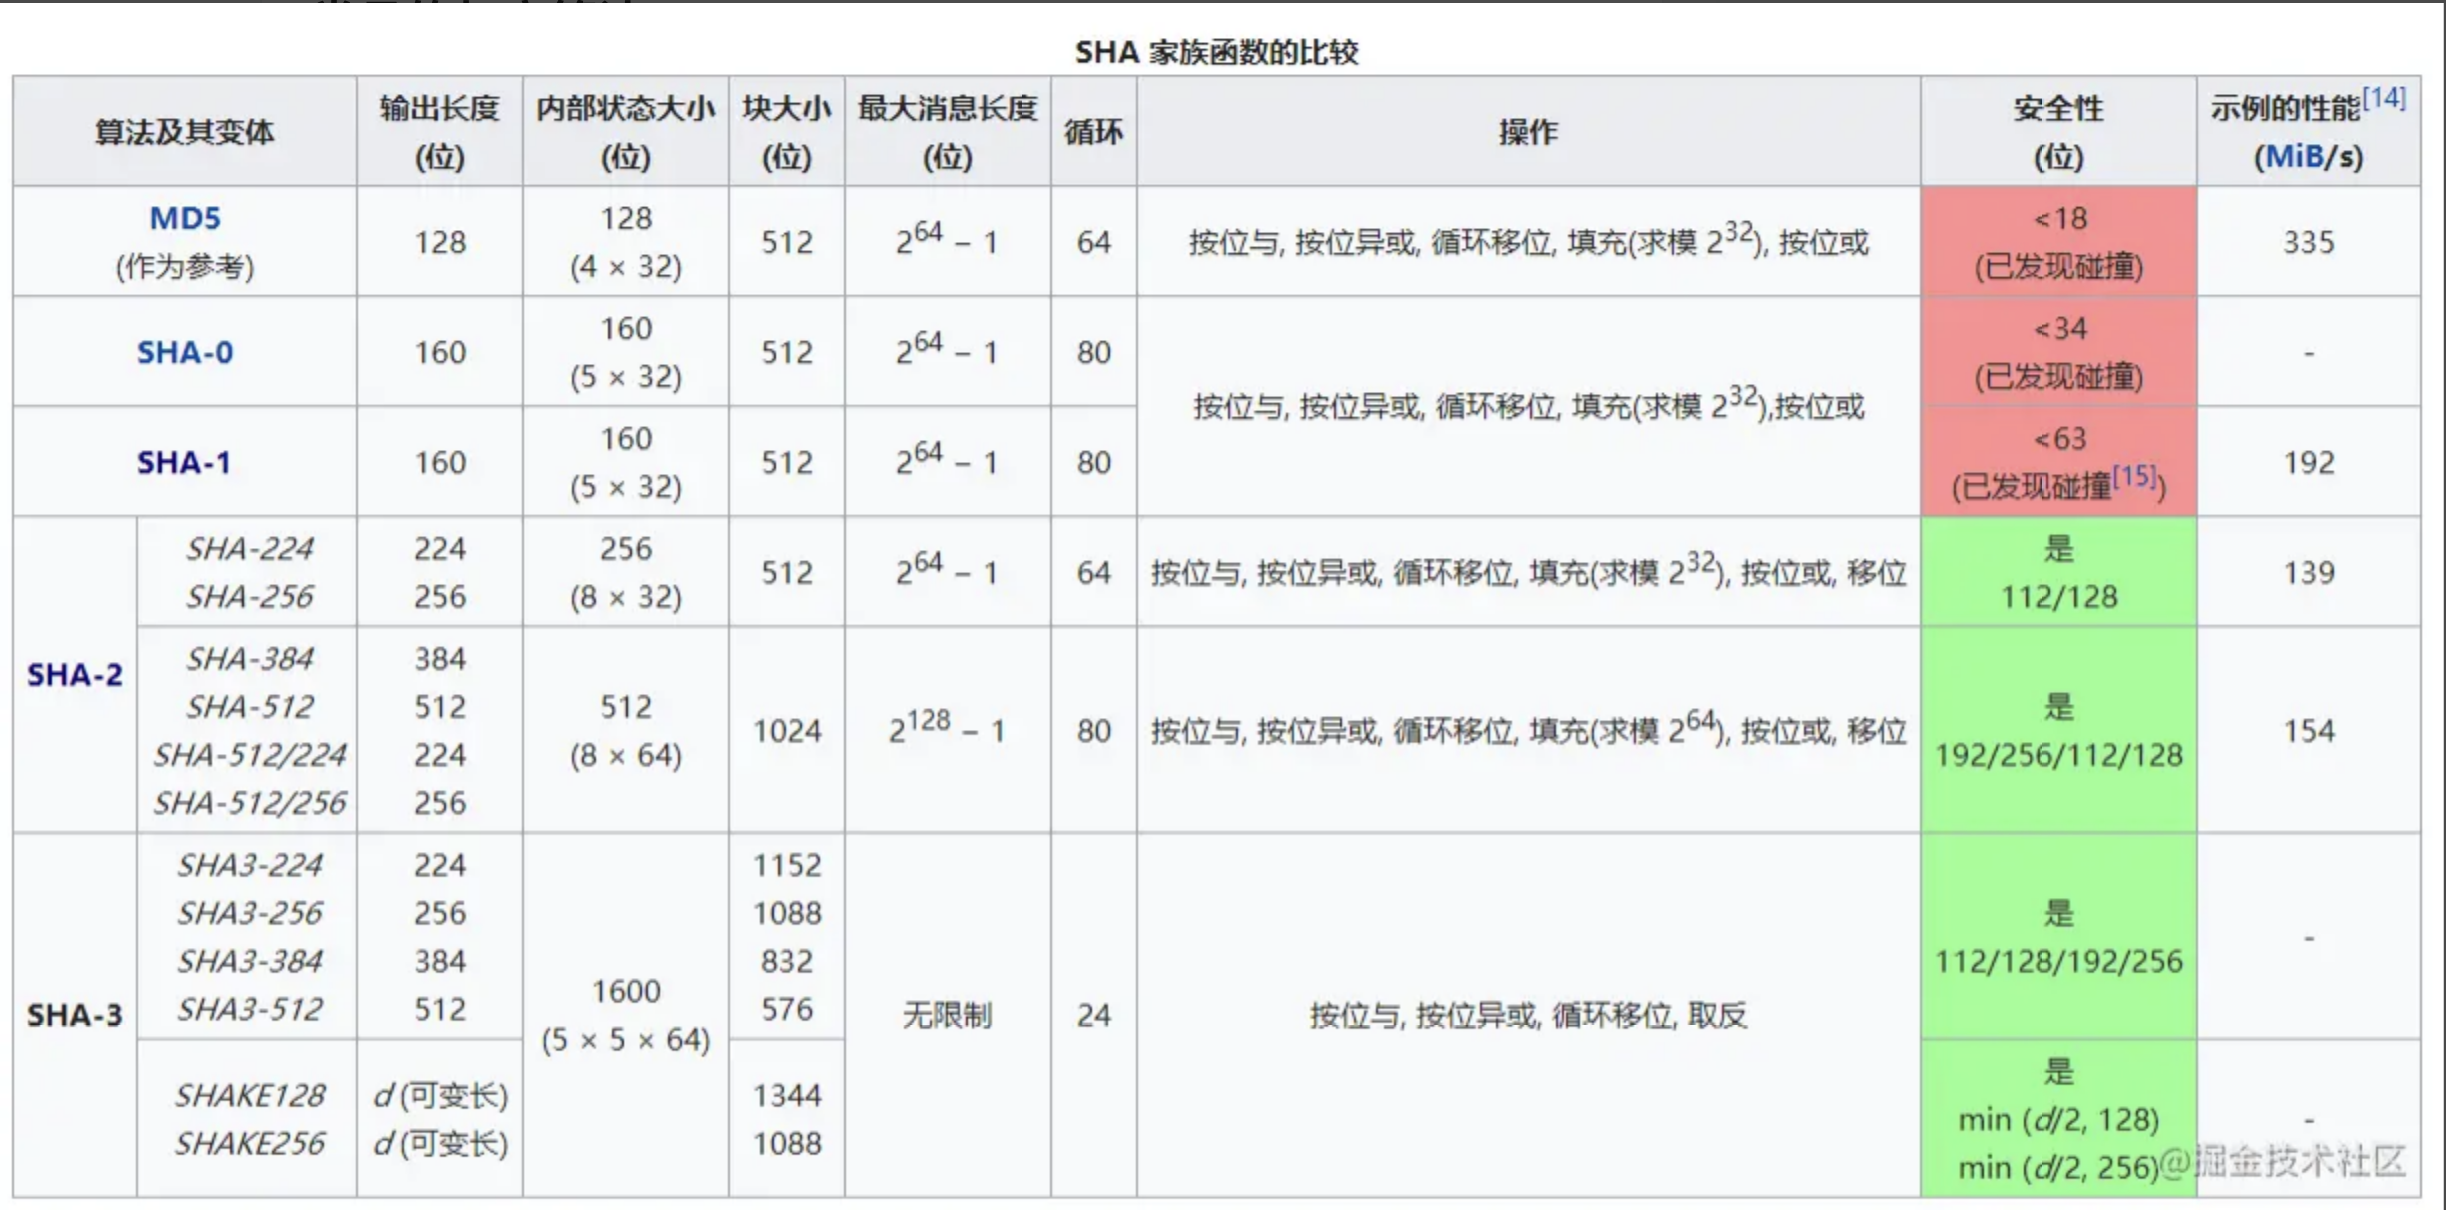 SHA 家族函数的比较
算法及其变体
输出长度
(位)
内部状态大小
(位)
块大小
(位)
最大消息长度
(位)
循环
操作
安全性
(位)
示例的性能[14]
(MiB/s)
MD5
(作为参考)
128
128
(4 × 32)
512
2^64 – 1
64
按位与, 按位异或, 循环移位, 填充(求模 2^32), 按位或
<18
(已发现碰撞)
335
SHA-0
160
160
(5 × 32)
512
2^64 – 1
80
按位与, 按位异或, 循环移位, 填充(求模 2^32),按位或
<34
(已发现碰撞)
-
SHA-1
160
160
(5 × 32)
512
2^64 – 1
80
<63
(已发现碰撞[15])
192
SHA-2
SHA-224
SHA-256
224
256
256
(8 × 32)
512
2^64 – 1
64
按位与, 按位异或, 循环移位, 填充(求模 2^32), 按位或, 移位
是
112/128
139
SHA-384
SHA-512
SHA-512/224
SHA-512/256
384
512
224
256
512
(8 × 64)
1024
2^128 – 1
80
按位与, 按位异或, 循环移位, 填充(求模 2^64), 按位或, 移位
是
192/256/112/128
154
SHA-3
SHA3-224
SHA3-256
SHA3-384
SHA3-512
224
256
384
512
1600
(5 × 5 × 64)
1152
1088
832
576
无限制
24
按位与, 按位异或, 循环移位, 取反
是
112/128/192/256
-
SHAKE128
SHAKE256
d (可变长)
d (可变长)
1344
1088
是
min (d/2, 128)
min (d/2, 256)
-
@掘金技术社区